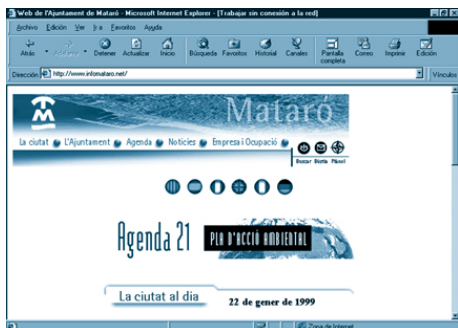 Web de l'Ajuntament de Mataró - Microsoft Internet Explorer - [Trabajar sin conexión a la red]
Archivo Edición Ver Ir a Favoritos Ayuda
Atrás Adelante Detener Actualizar Inicio Búsqueda Favoritos Historial Canales Pantalla completa Correo Imprimir Edición
Dirección http://www.infomataro.net/ Vínculos
Mataró
La ciutat L'Ajuntament Agenda Notícies Empresa i Ocupació
Buscar Bústia Plànol
Agenda 21 PLA D'ACCIÓ AMBIENTAL
La ciutat al dia 22 de gener de 1999
Zona de Internet